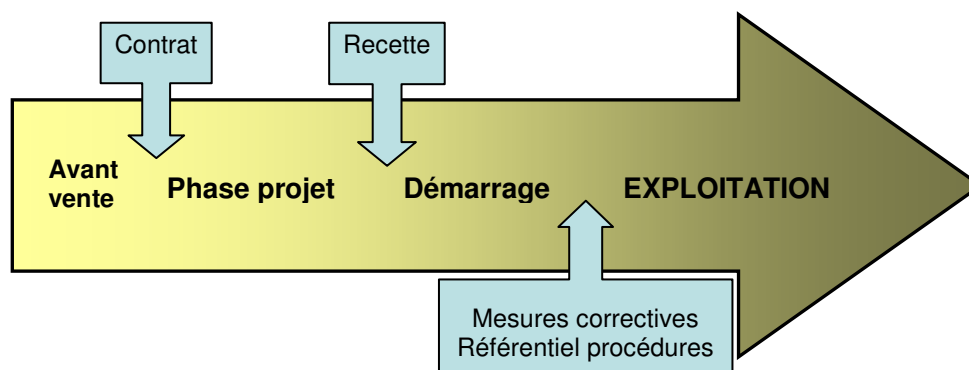 Contrat
Recette
Avant
vente
Phase projet
Démarrage
EXPLOITATION
Mesures correctives
Référentiel procédures